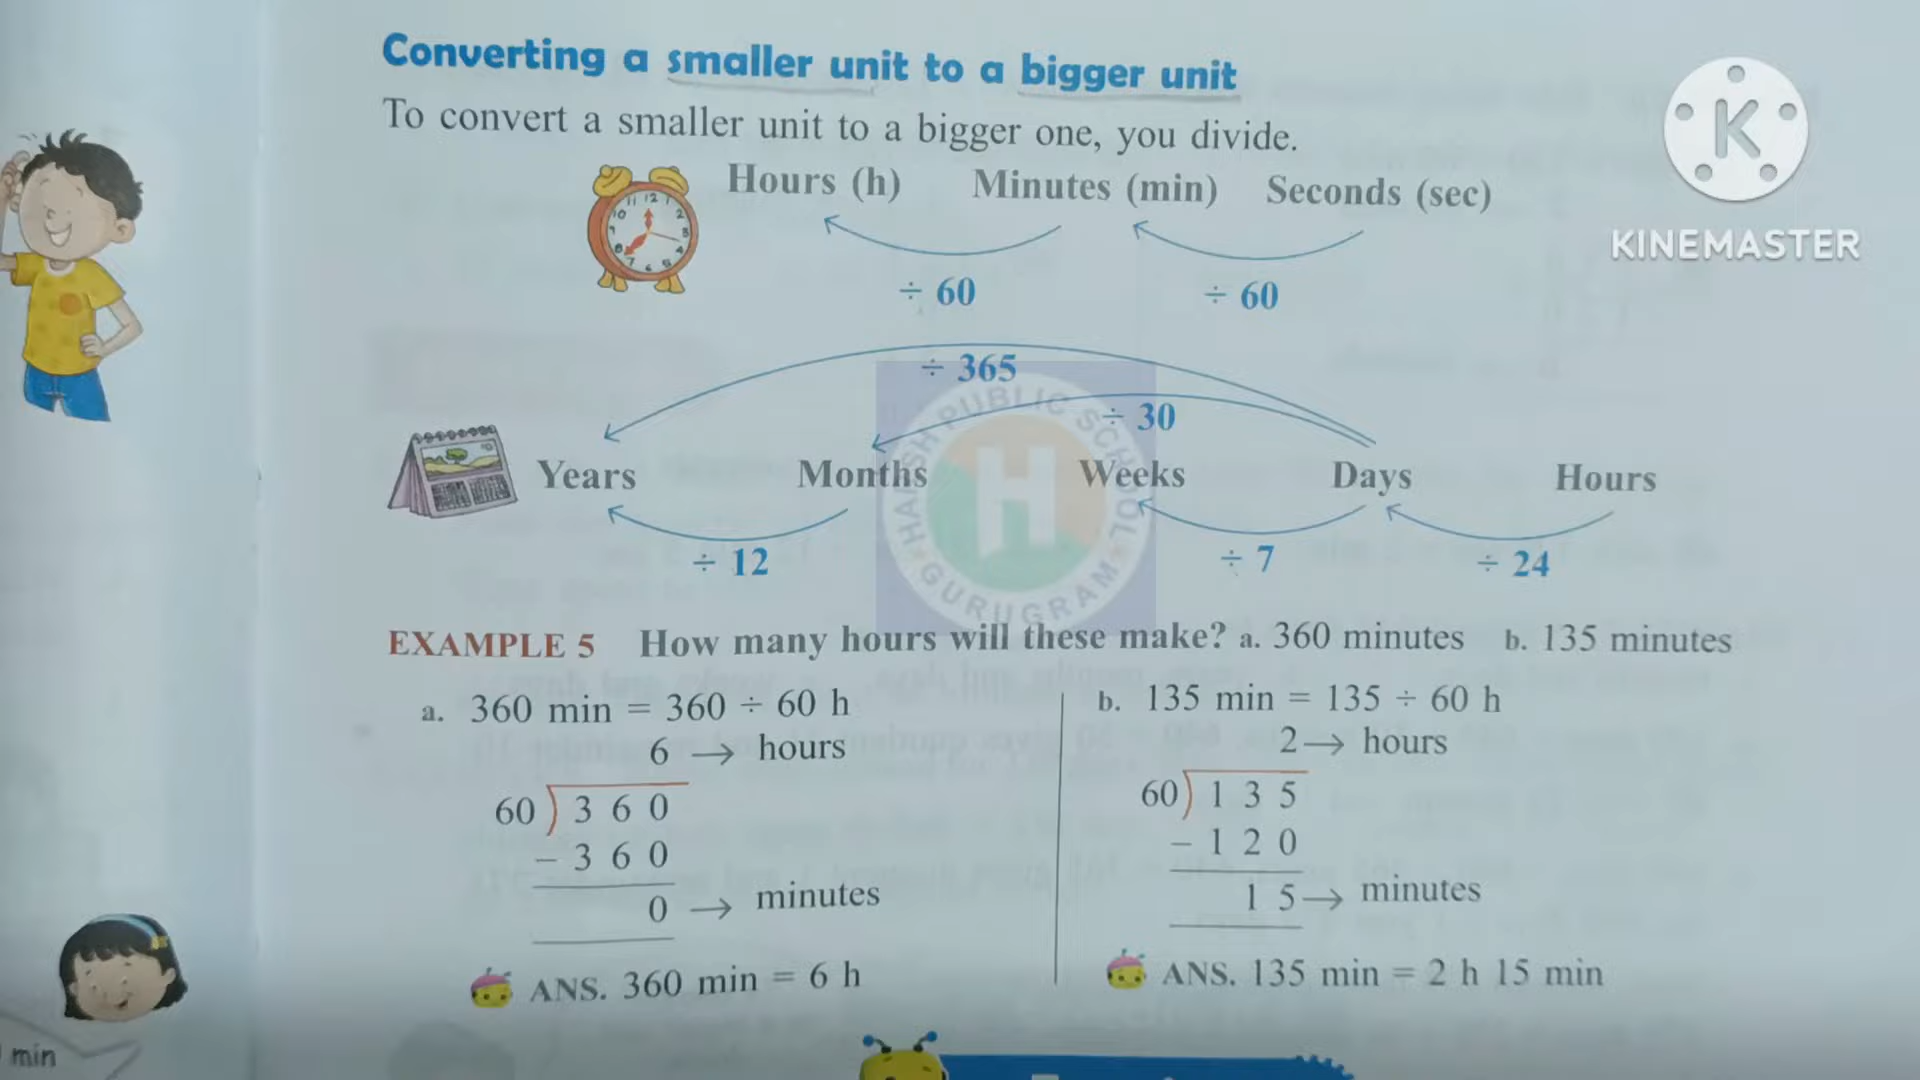 Converting a smaller unit to a bigger unit
To convert a smaller unit to a bigger one, you divide.
Hours (h) Minutes (min) Seconds (sec)
÷ 60 ÷ 60
÷ 365
÷ 30
Years Months Weeks Days Hours
÷ 12 ÷ 7 ÷ 24
EXAMPLE 5 How many hours will these make? a. 360 minutes b. 135 minutes
a. 360 min = 360 ÷ 60 h
6 → hours
60 ) 3 6 0
– 3 6 0
0 → minutes
ANS. 360 min = 6 h
b. 135 min = 135 ÷ 60 h
2 → hours
60 ) 1 3 5
– 1 2 0
1 5 → minutes
ANS. 135 min = 2 h 15 min
min
K
KINEMASTER
PUBLIC SCHOOL
H
GURUGRAM